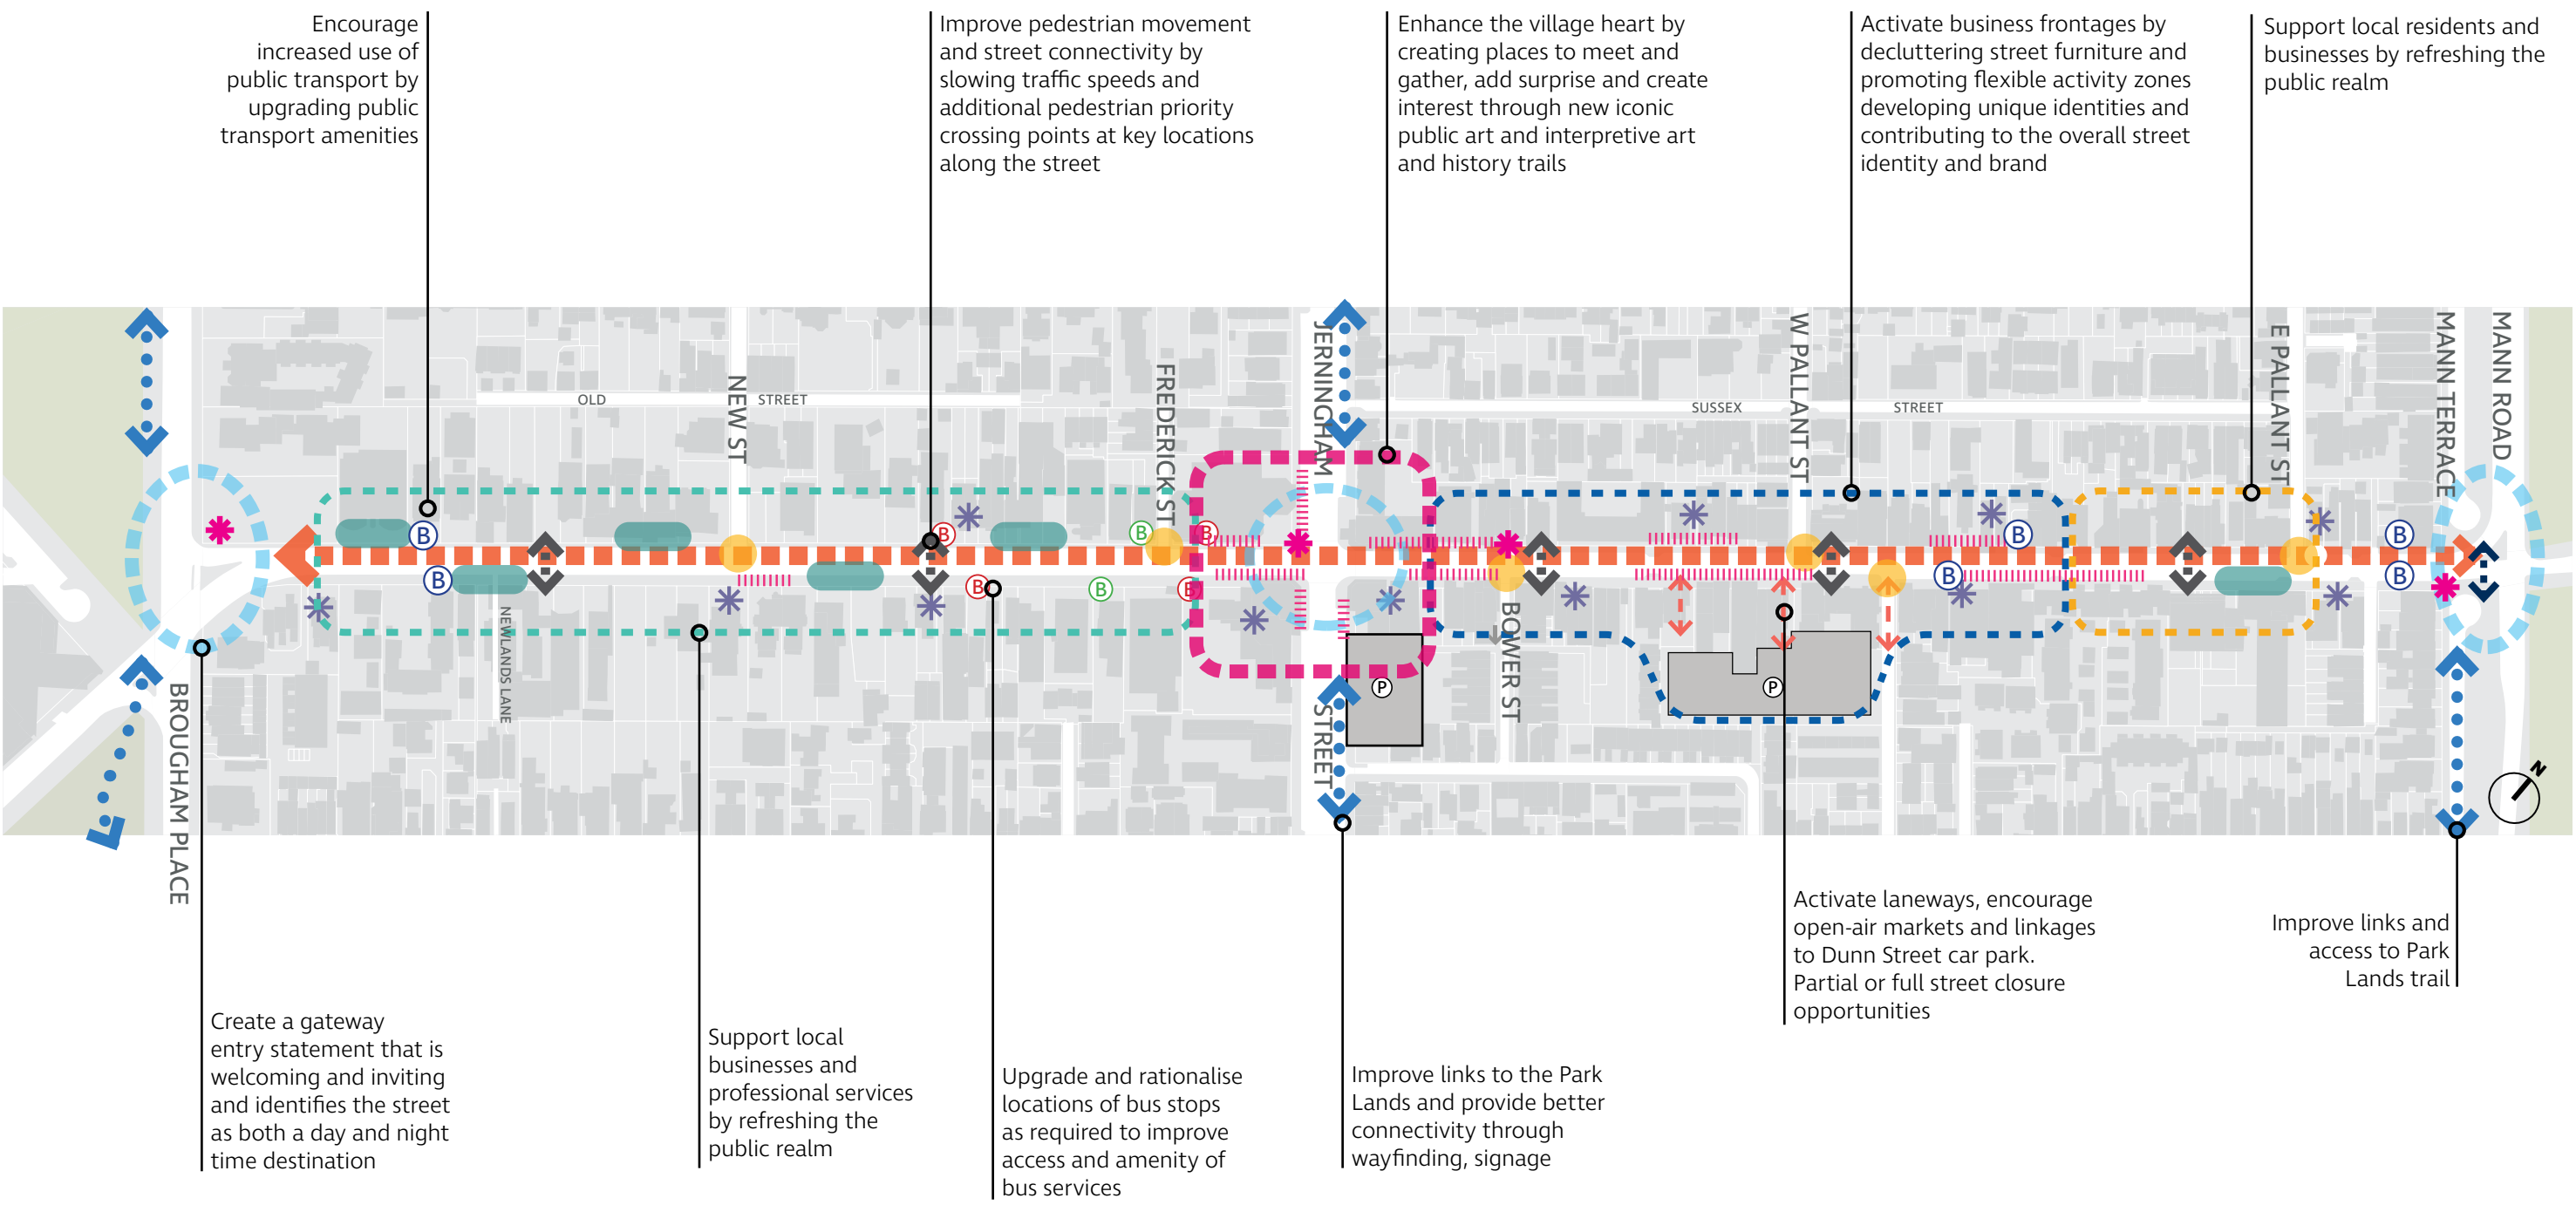 Encourage
increased use of
public transport by
upgrading public
transport amenities
Improve pedestrian movement
and street connectivity by
slowing traffic speeds and
additional pedestrian priority
crossing points at key locations
along the street
Enhance the village heart by
creating places to meet and
gather, add surprise and create
interest through new iconic
public art and interpretive art
and history trails
Activate business frontages by
decluttering street furniture and
promoting flexible activity zones
developing unique identities and
contributing to the overall street
identity and brand
Support local residents and
businesses by refreshing the
public realm
OLD STREET
NEW ST
FREDERICK ST
JERNINGHAM STREET
SUSSEX STREET
W PALLANT ST
E PALLANT ST
MANN TERRACE
MANN ROAD
B
B
B
B
B
B
B
B
B
B
B
B
NEWLANDS LANE
BROUGHAM PLACE
BOWER ST
P
P
N
Create a gateway
entry statement that is
welcoming and inviting
and identifies the street
as both a day and night
time destination
Support local
businesses and
professional services
by refreshing the
public realm
Upgrade and rationalise
locations of bus stops
as required to improve
access and amenity of
bus services
Improve links to the Park
Lands and provide better
connectivity through
wayfinding, signage
Activate laneways, encourage
open-air markets and linkages
to Dunn Street car park.
Partial or full street closure
opportunities
Improve links and
access to Park
Lands trail